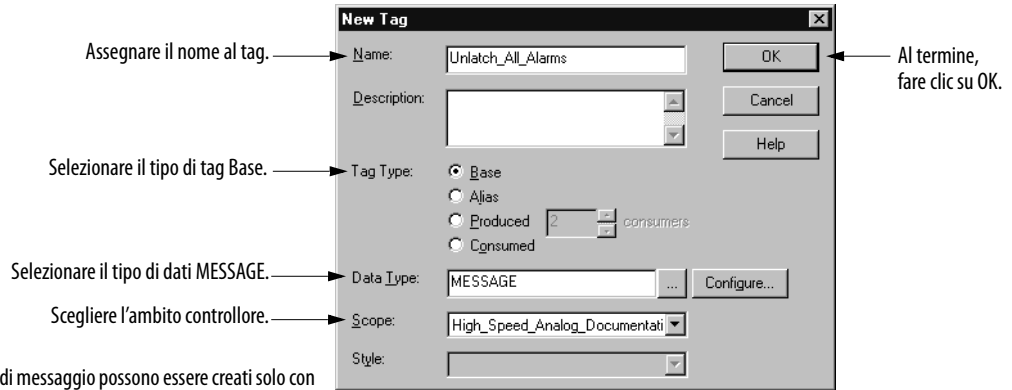 New Tag
Assegnare il nome al tag.
Name:
Unlatch_All_Alarms
OK
Al termine,
fare clic su OK.
Description:
Cancel
Help
Selezionare il tipo di tag Base.
Tag Type:
Base
Alias
Produced
2
consumers
Consumed
Selezionare il tipo di dati MESSAGE.
Data Type:
MESSAGE
...
Configure...
Scegliere l'ambito controllore.
Scope:
High_Speed_Analog_Documentati
Style:
di messaggio possono essere creati solo con